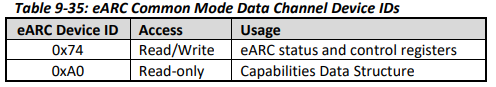 Table 9-35: eARC Common Mode Data Channel Device IDs
eARC Device ID Access Usage
0x74 Read/Write eARC status and control registers
0xA0 Read-only Capabilities Data Structure